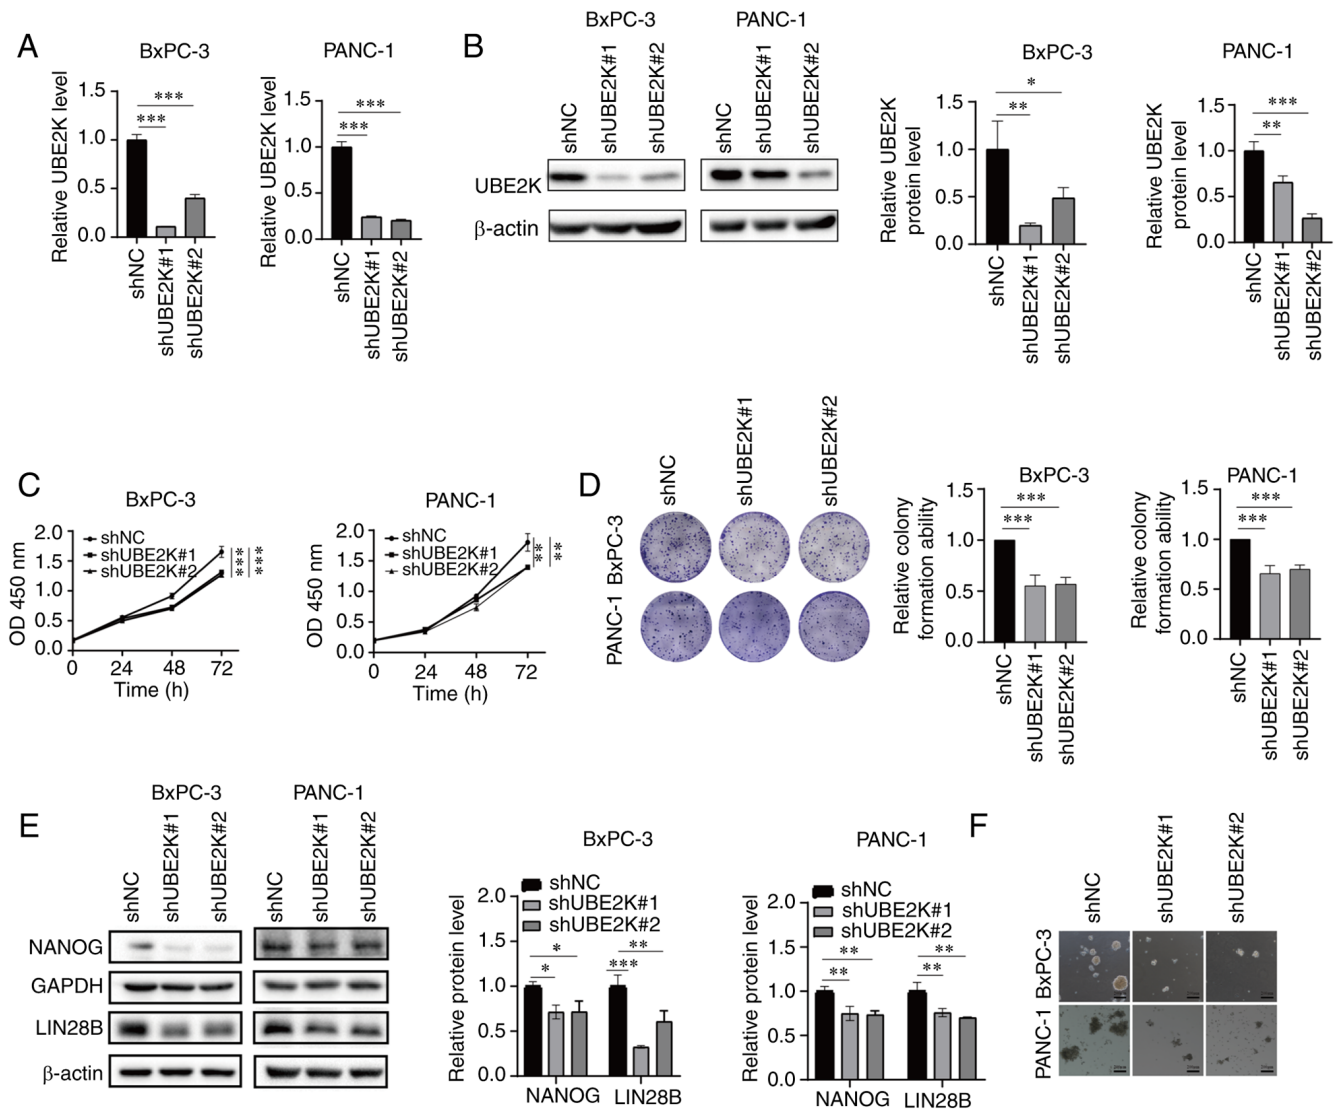 A
BxPC-3
Relative UBE2K level
1.5
1.0
0.5
0.0
***
***
shNC
shUBE2K#1
shUBE2K#2
PANC-1
Relative UBE2K level
1.5
1.0
0.5
0.0
***
***
shNC
shUBE2K#1
shUBE2K#2
B
BxPC-3
PANC-1
shNC
shUBE2K#1
shUBE2K#2
shNC
shUBE2K#1
shUBE2K#2
UBE2K
β-actin
BxPC-3
Relative UBE2K
protein level
1.5
1.0
0.5
0.0
*
**
shNC
shUBE2K#1
shUBE2K#2
PANC-1
Relative UBE2K
protein level
1.5
1.0
0.5
0.0
***
**
shNC
shUBE2K#1
shUBE2K#2
C
BxPC-3
OD 450 nm
2.0
1.5
1.0
0.5
0.0
shNC
shUBE2K#1
shUBE2K#2
***
***
0 24 48 72
Time (h)
PANC-1
OD 450 nm
2.0
1.5
1.0
0.5
0.0
shNC
shUBE2K#1
shUBE2K#2
**
**
0 24 48 72
Time (h)
D
shNC
shUBE2K#1
shUBE2K#2
BxPC-3
PANC-1
BxPC-3
Relative colony
formation ability
1.5
1.0
0.5
0.0
***
***
shNC
shUBE2K#1
shUBE2K#2
PANC-1
Relative colony
formation ability
1.5
1.0
0.5
0.0
***
***
shNC
shUBE2K#1
shUBE2K#2
E
BxPC-3
PANC-1
shNC
shUBE2K#1
shUBE2K#2
shNC
shUBE2K#1
shUBE2K#2
NANOG
GAPDH
LIN28B
β-actin
BxPC-3
Relative protein level
2.0
1.5
1.0
0.5
0.0
shNC
shUBE2K#1
shUBE2K#2
*
*
**
***
NANOG LIN28B
PANC-1
Relative protein level
2.0
1.5
1.0
0.5
0.0
shNC
shUBE2K#1
shUBE2K#2
**
**
**
**
NANOG LIN28B
F
shNC
shUBE2K#1
shUBE2K#2
BxPC-3
PANC-1